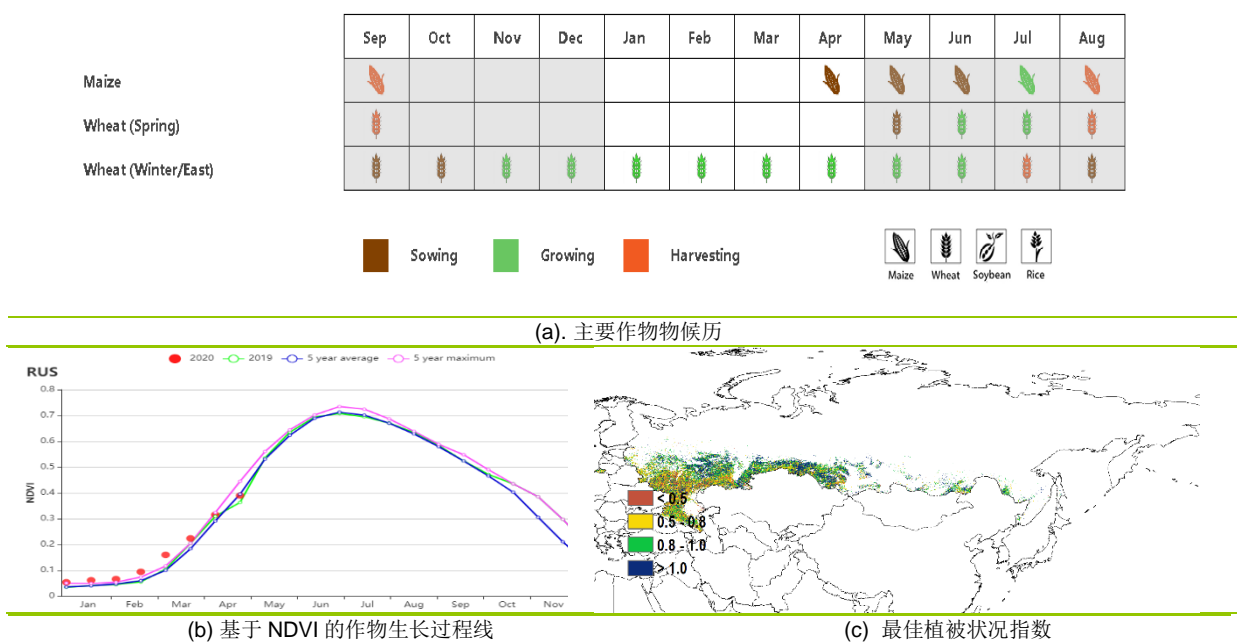 Sep Oct Nov Dec Jan Feb Mar Apr May Jun Jul Aug
Maize
Wheat (Spring)
Wheat (Winter/East)
Sowing Growing Harvesting
Maize Wheat Soybean Rice
(a). 主要作物物候历
2020 2019 5 year average 5 year maximum
RUS
0.8
0.7
0.6
0.5
0.4
0.3
0.2
0.1
0
NDVI
Jan Feb Mar Apr May Jun Jul Aug Sep Oct Nov
< 0.5
0.5 - 0.8
0.8 - 1.0
> 1.0
(b) 基于 NDVI 的作物生长过程线
(c) 最佳植被状况指数